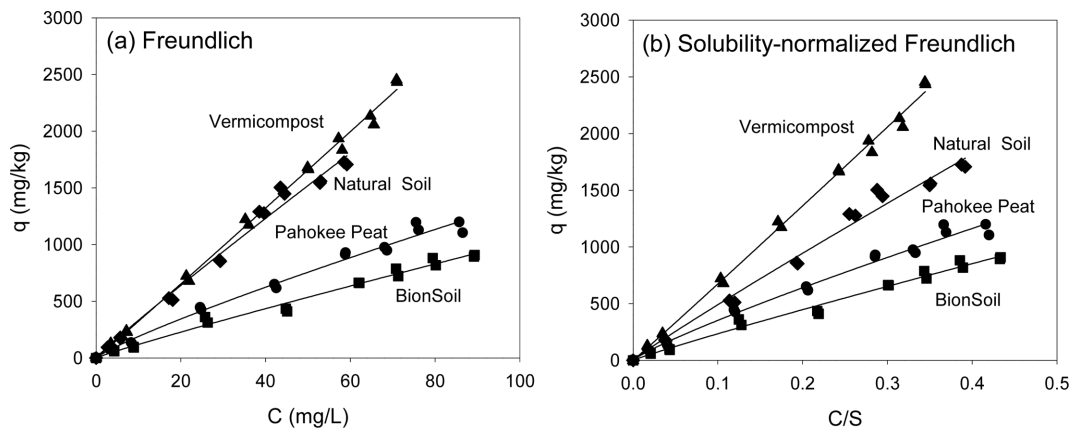 (a) Freundlich
3000
2500
2000
1500
1000
500
0
q (mg/kg)
Vermicompost
Natural Soil
Pahokee Peat
BionSoil
0 20 40 60 80 100
C (mg/L)
(b) Solubility-normalized Freundlich
3000
2500
2000
1500
1000
500
0
q (mg/kg)
Vermicompost
Natural Soil
Pahokee Peat
BionSoil
0.0 0.1 0.2 0.3 0.4 0.5
C/S